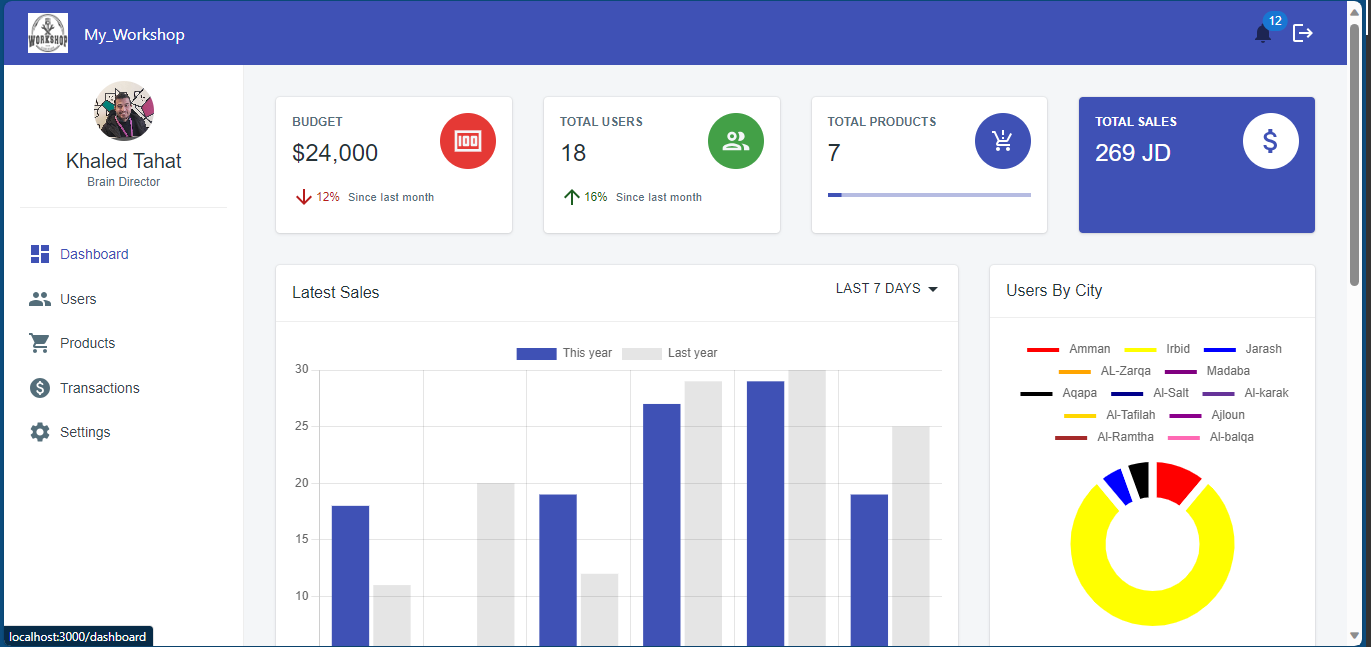 WORKSHOP
My_Workshop
12
Khaled Tahat
Brain Director
Dashboard
Users
Products
Transactions
Settings
BUDGET
$24,000
100
12% Since last month
TOTAL USERS
18
16% Since last month
TOTAL PRODUCTS
7
TOTAL SALES
269 JD
$
Latest Sales
LAST 7 DAYS
This year Last year
30
25
20
15
10
Users By City
Amman Irbid Jarash
AL-Zarqa Madaba
Aqapa Al-Salt Al-karak
Al-Tafilah Ajloun
Al-Ramtha Al-balqa
localhost:3000/dashboard